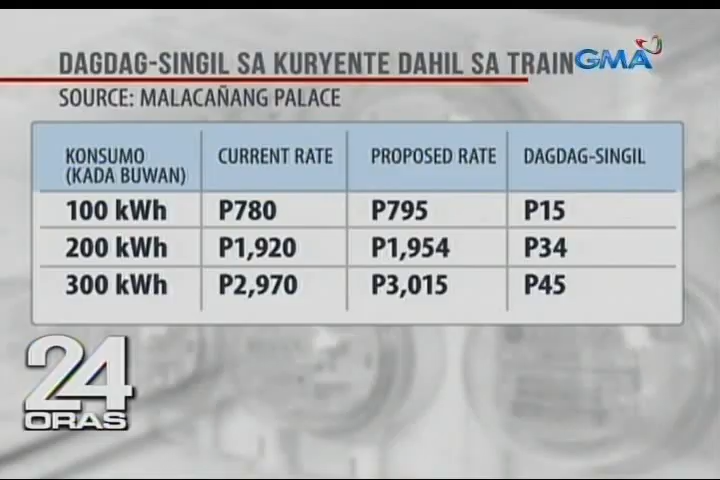 DAGDAG-SINGIL SA KURYENTE DAHIL SA TRAIN
GMA
SOURCE: MALACAÑANG PALACE
KONSUMO (KADA BUWAN) CURRENT RATE PROPOSED RATE DAGDAG-SINGIL
100 kWh P780 P795 P15
200 kWh P1,920 P1,954 P34
300 kWh P2,970 P3,015 P45
24
ORAS